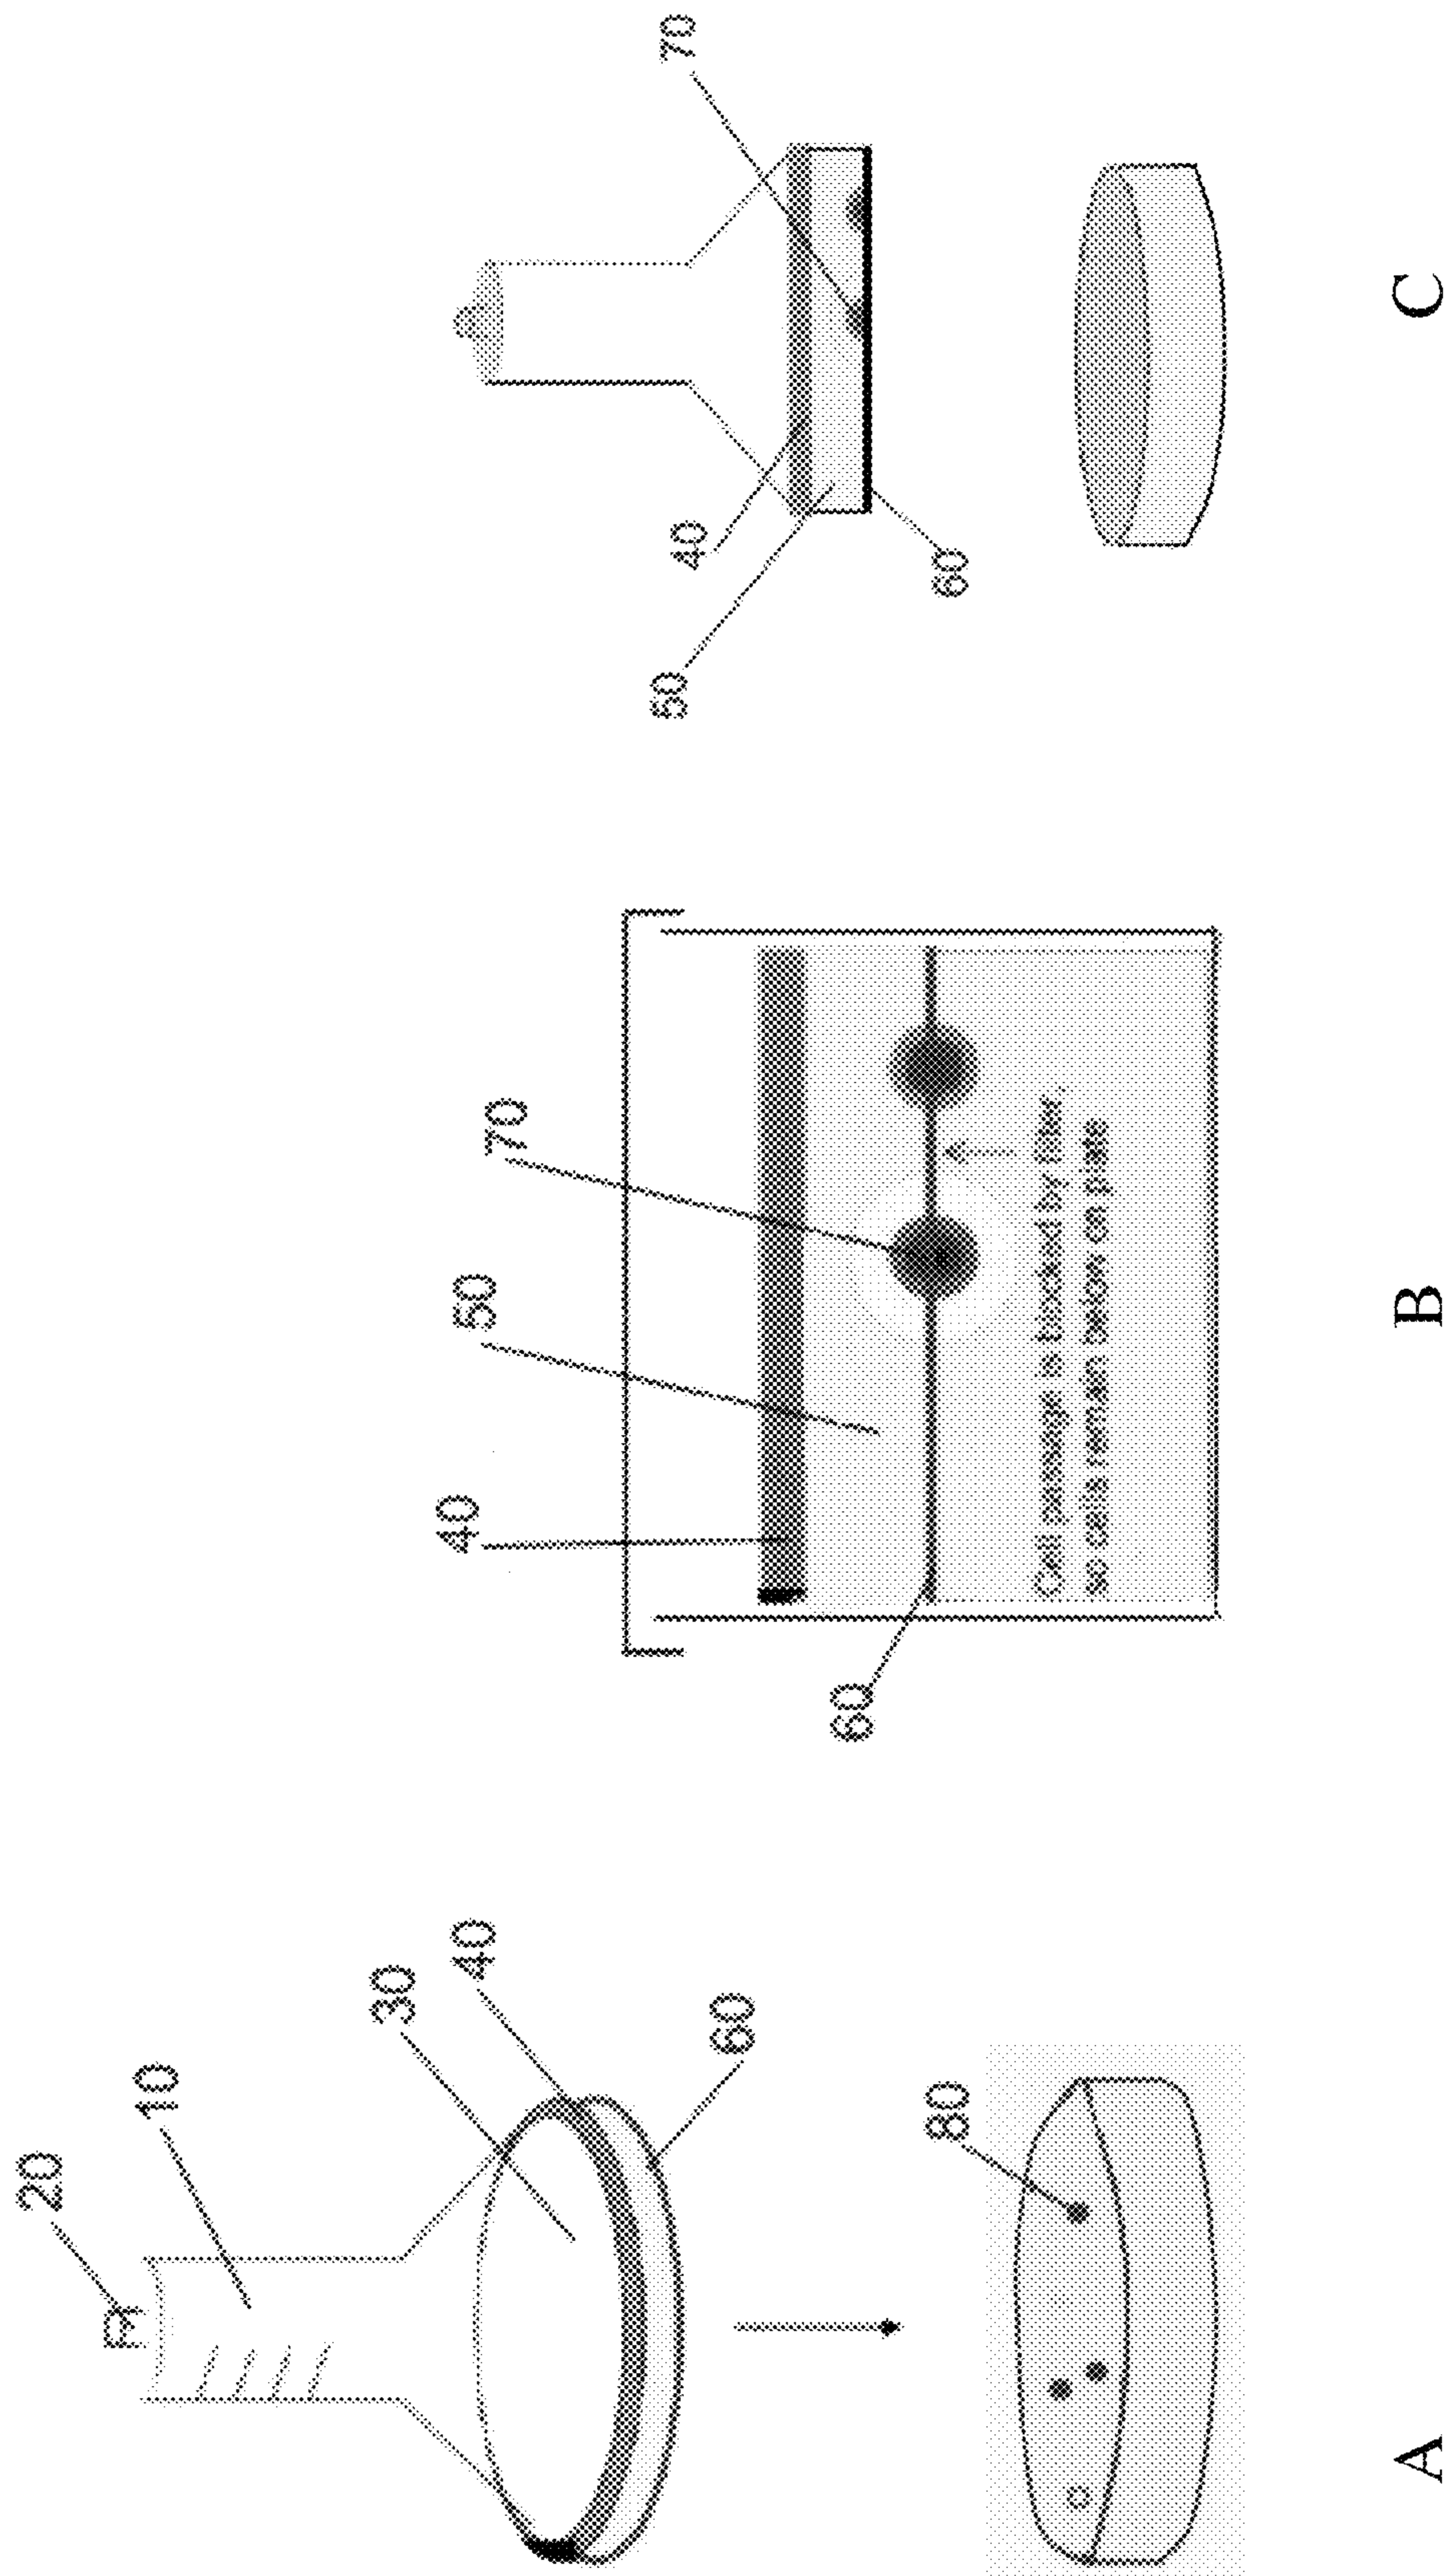 20
10
30
40
60
80
A
40
50
70
60
Cell passage is blocked by filter,
so cells remain below on plate
B
70
40
50
60
C